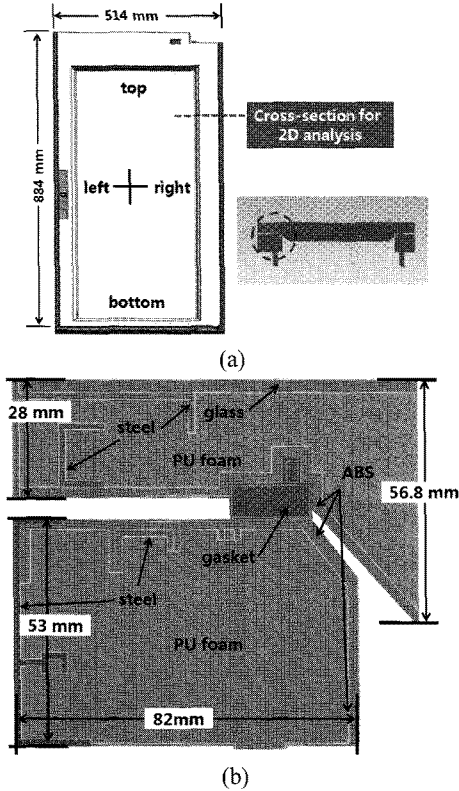 514 mm
884 mm
top
left
right
bottom
Cross-section for
2D analysis
(a)
28 mm
steel
glass
PU foam
ABS
56.8 mm
gasket
steel
53 mm
PU foam
82mm
(b)